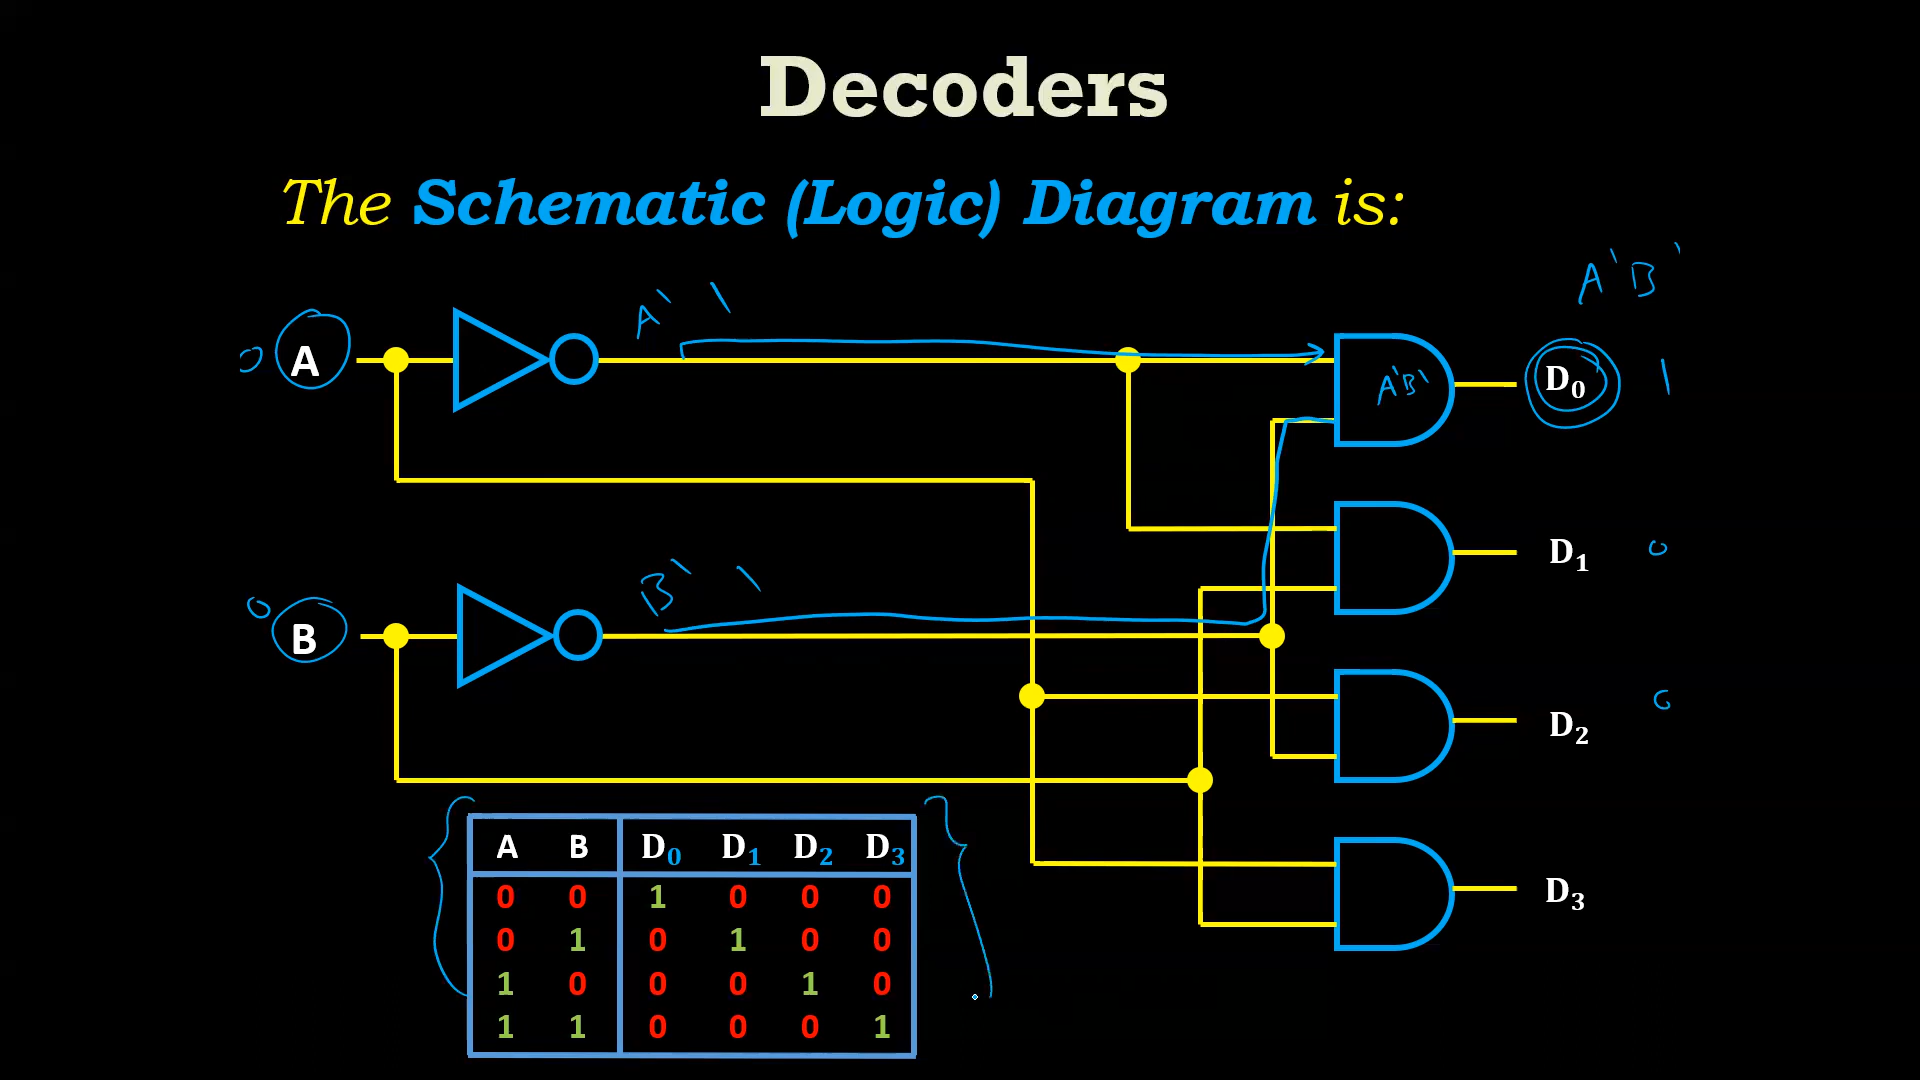 Decoders
The Schematic (Logic) Diagram is:
A'B'
A' 1
0 A
A'B'
D0 1
D1 0
B' 1
0 B
D2 0
D3
A B D0 D1 D2 D3
0 0 1 0 0 0
0 1 0 1 0 0
1 0 0 0 1 0
1 1 0 0 0 1